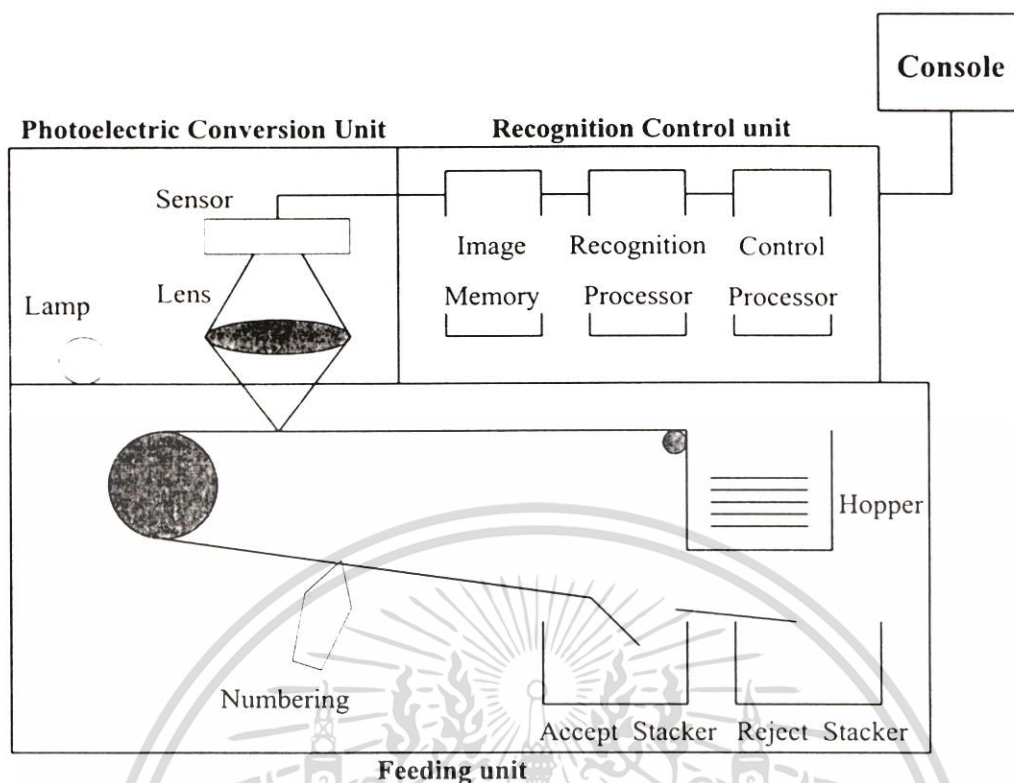 Console
Photoelectric Conversion Unit
Recognition Control unit
Sensor
Lens
Lamp
Image
Memory
Recognition
Processor
Control
Processor
Hopper
Numbering
Accept Stacker
Reject Stacker
Feeding unit